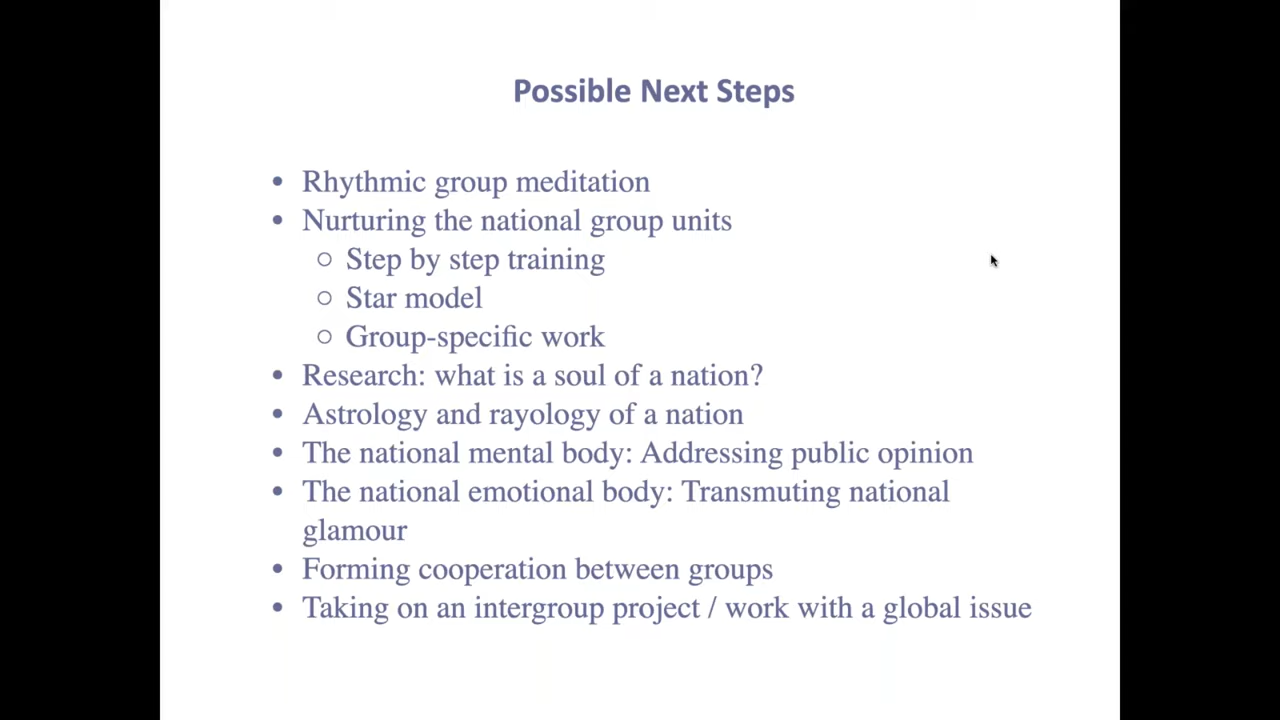 Possible Next Steps
• Rhythmic group meditation
• Nurturing the national group units
○ Step by step training
○ Star model
○ Group-specific work
• Research: what is a soul of a nation?
• Astrology and rayology of a nation
• The national mental body: Addressing public opinion
• The national emotional body: Transmuting national
glamour
• Forming cooperation between groups
• Taking on an intergroup project / work with a global issue